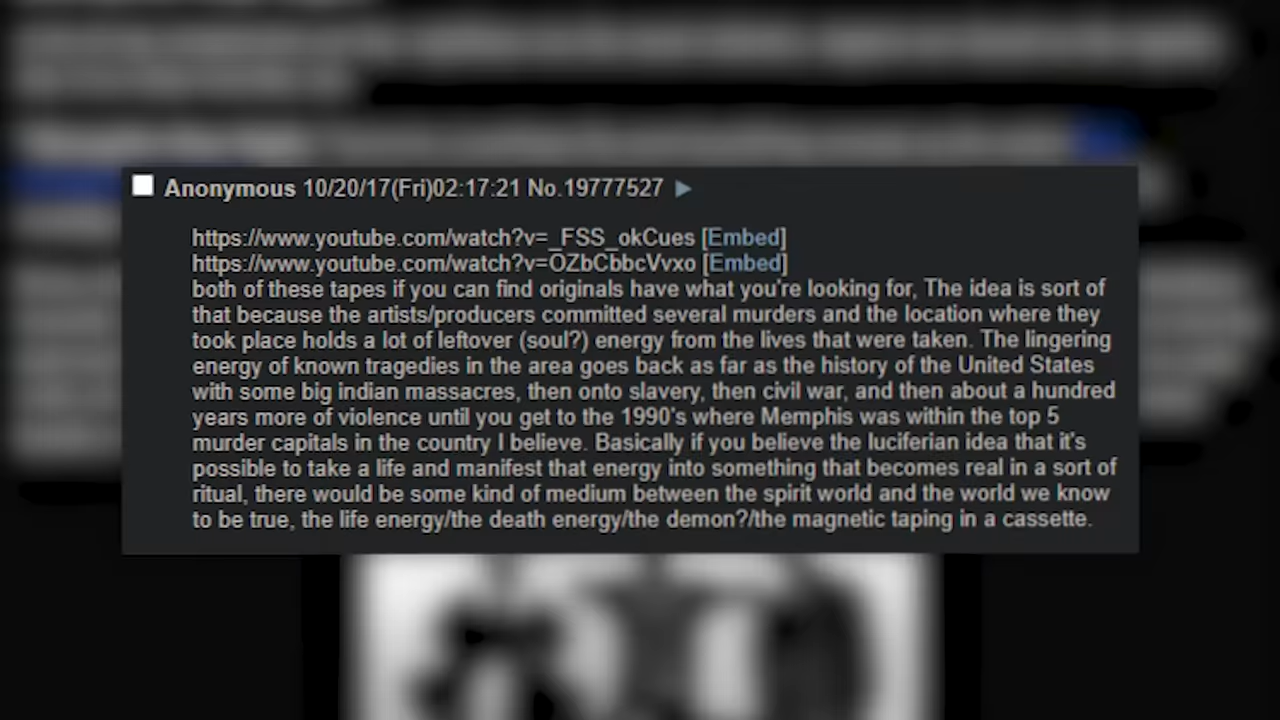 Anonymous 10/20/17(Fri)02:17:21 No.19777527 ▶
https://www.youtube.com/watch?v=_FSS_okCues [Embed]
https://www.youtube.com/watch?v=OZbCbbcVvxo [Embed]
both of these tapes if you can find originals have what you're looking for, The idea is sort of
that because the artists/producers committed several murders and the location where they
took place holds a lot of leftover (soul?) energy from the lives that were taken. The lingering
energy of known tragedies in the area goes back as far as the history of the United States
with some big indian massacres, then onto slavery, then civil war, and then about a hundred
years more of violence until you get to the 1990's where Memphis was within the top 5
murder capitals in the country I believe. Basically if you believe the luciferian idea that it's
possible to take a life and manifest that energy into something that becomes real in a sort of
ritual, there would be some kind of medium between the spirit world and the world we know
to be true, the life energy/the death energy/the demon?/the magnetic taping in a cassette.